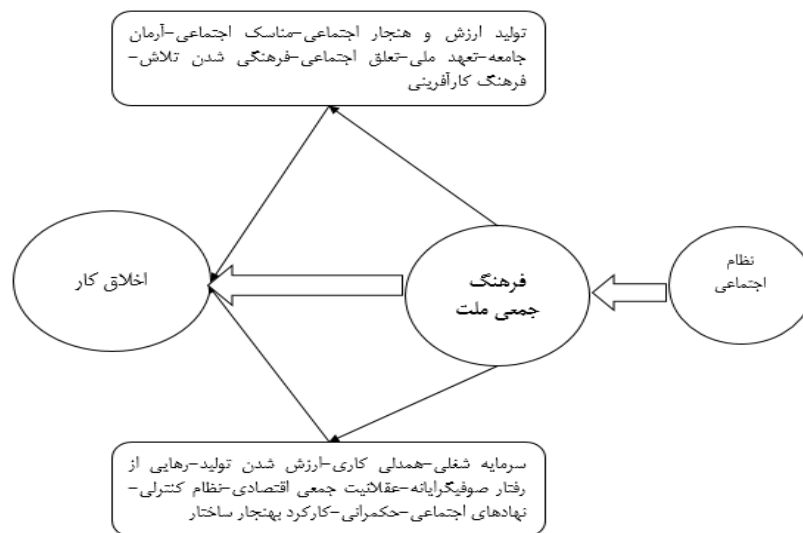 تولید ارزش و هنجار اجتماعی-مناسک اجتماعی-آرمان
جامعه-تعهد ملی-تعلق اجتماعی-فرهنگی شدن تلاش-
فرهنگ کارآفرینی
نظام
اجتماعی
فرهنگ
جمعی ملت
اخلاق کار
سرمایه شغلی-همدلی کاری-ارزش شدن تولید-رهایی از
رفتار صوفیگرایانه-عقلانیت جمعی اقتصادی-نظام کنترلی-
نهادهای اجتماعی-حکمرانی-کارکرد بهنجار ساختار